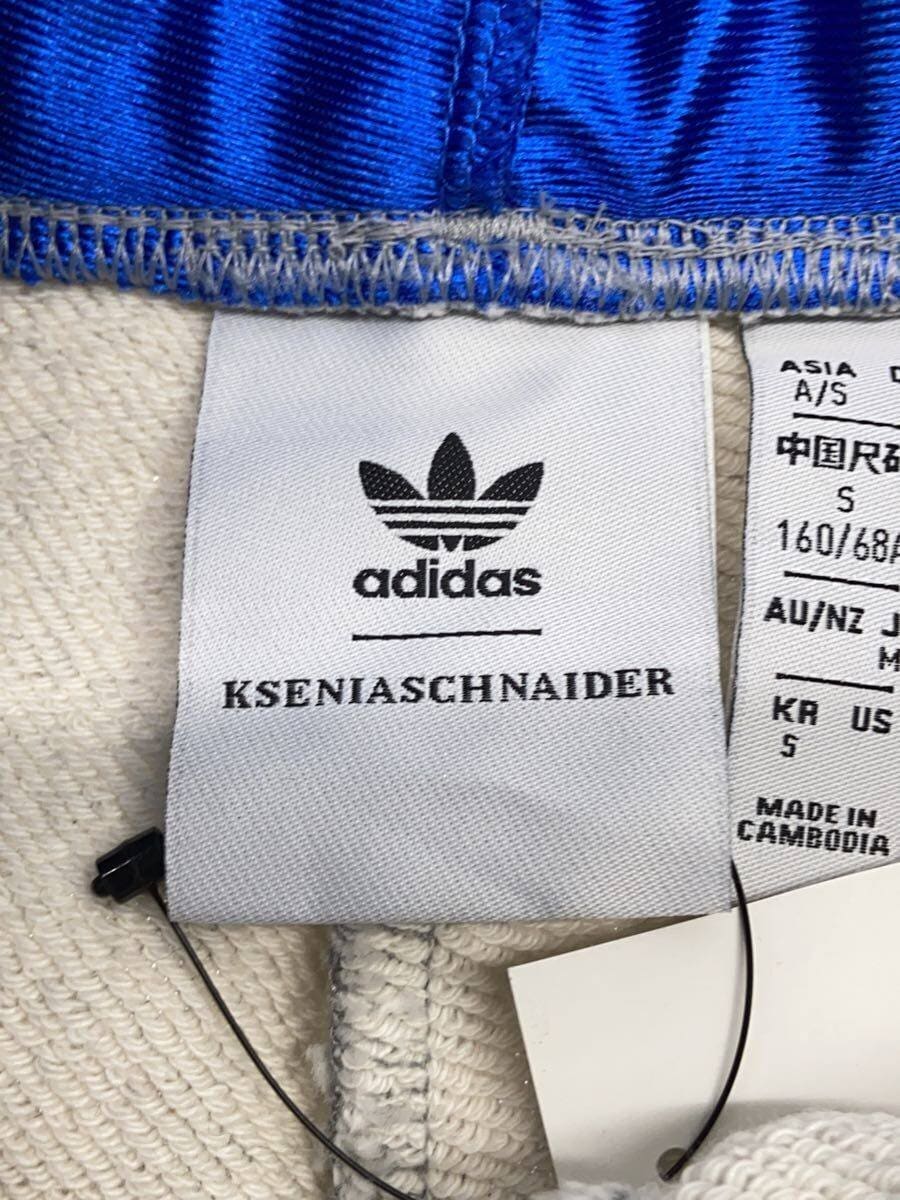 adidas
KSENIASCHNAIDER
ASIA
A/S
中国尺码
S
160/68A
AU/NZ J
M
KR US
S
MADE IN
CAMBODIA